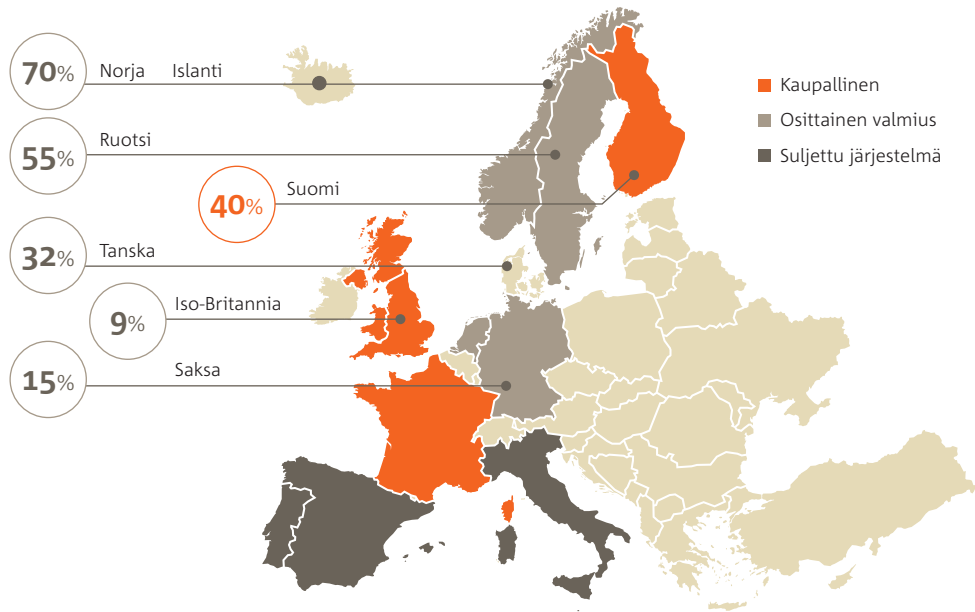 70% Norja Islanti
Kaupallinen
Osittainen valmius
Suljettu järjestelmä
55% Ruotsi
40% Suomi
32% Tanska
9% Iso-Britannia
15% Saksa